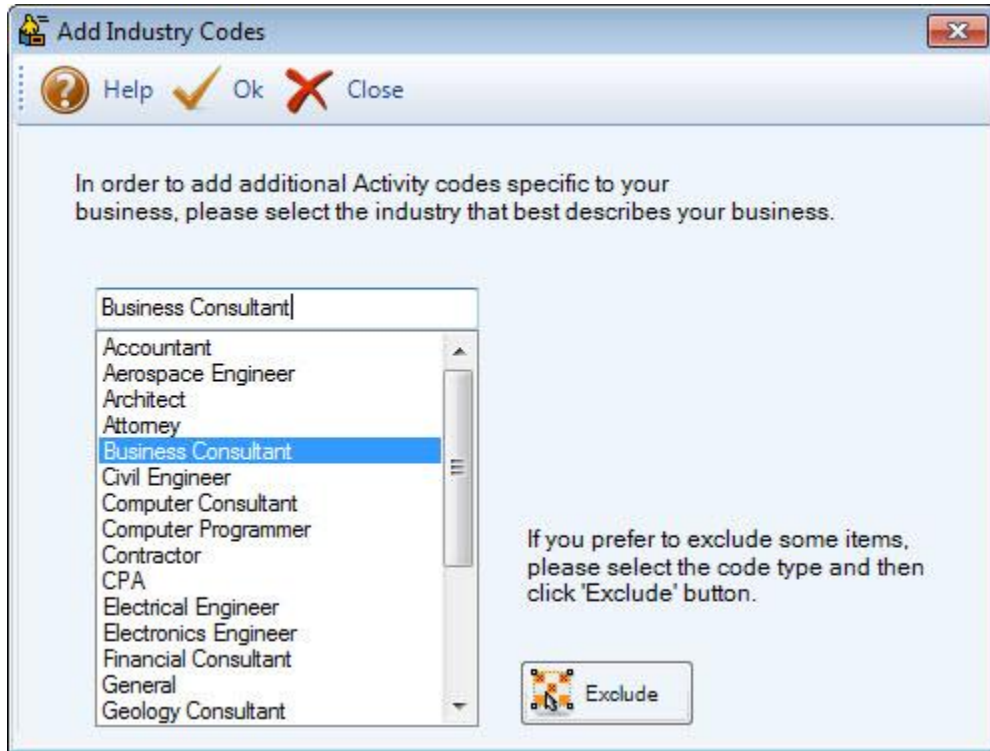 Add Industry Codes
Help Ok Close
In order to add additional Activity codes specific to your
business, please select the industry that best describes your business.
Business Consultant
Accountant
Aerospace Engineer
Architect
Attorney
Business Consultant
Civil Engineer
Computer Consultant
Computer Programmer
Contractor
CPA
Electrical Engineer
Electronics Engineer
Financial Consultant
General
Geology Consultant
If you prefer to exclude some items,
please select the code type and then
click 'Exclude' button.
Exclude